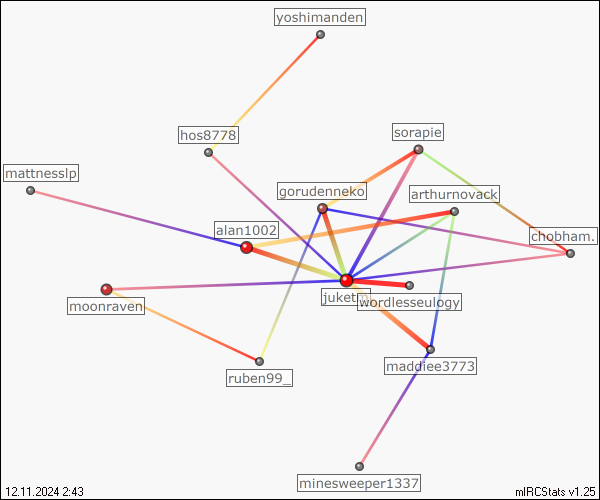 yoshimanden
hos8778
sorapie
mattnesslp
gorudenneko
arthurnovack
alan1002
chobham.
wordlesseulogy
moonraven
maddiee3773
ruben99_
minesweeper1337
12.11.2024 2:43
mIRCStats v1.25